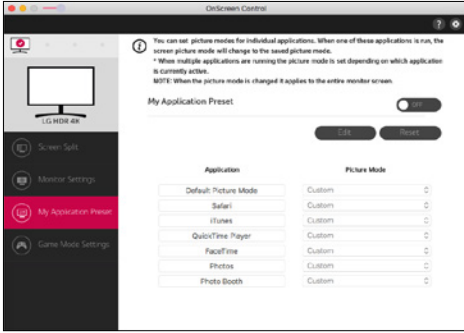 OnScreen Control
?
You can set picture modes for individual applications. When one of these applications is run, the
screen picture mode will change to the saved picture mode.
* When multiple applications are running the picture mode is set depending on which application
is currently active.
NOTE: When the picture mode is changed it applies to the entire monitor screen.
LG HDR 4K
My Application Preset
OFF
Edit
Reset
Screen Split
Monitor Settings
My Application Preset
Game Mode Settings
Application
Picture Mode
Default Picture Mode
Custom
Safari
Custom
iTunes
Custom
QuickTime Player
Custom
FaceTime
Custom
Photos
Custom
Photo Booth
Custom